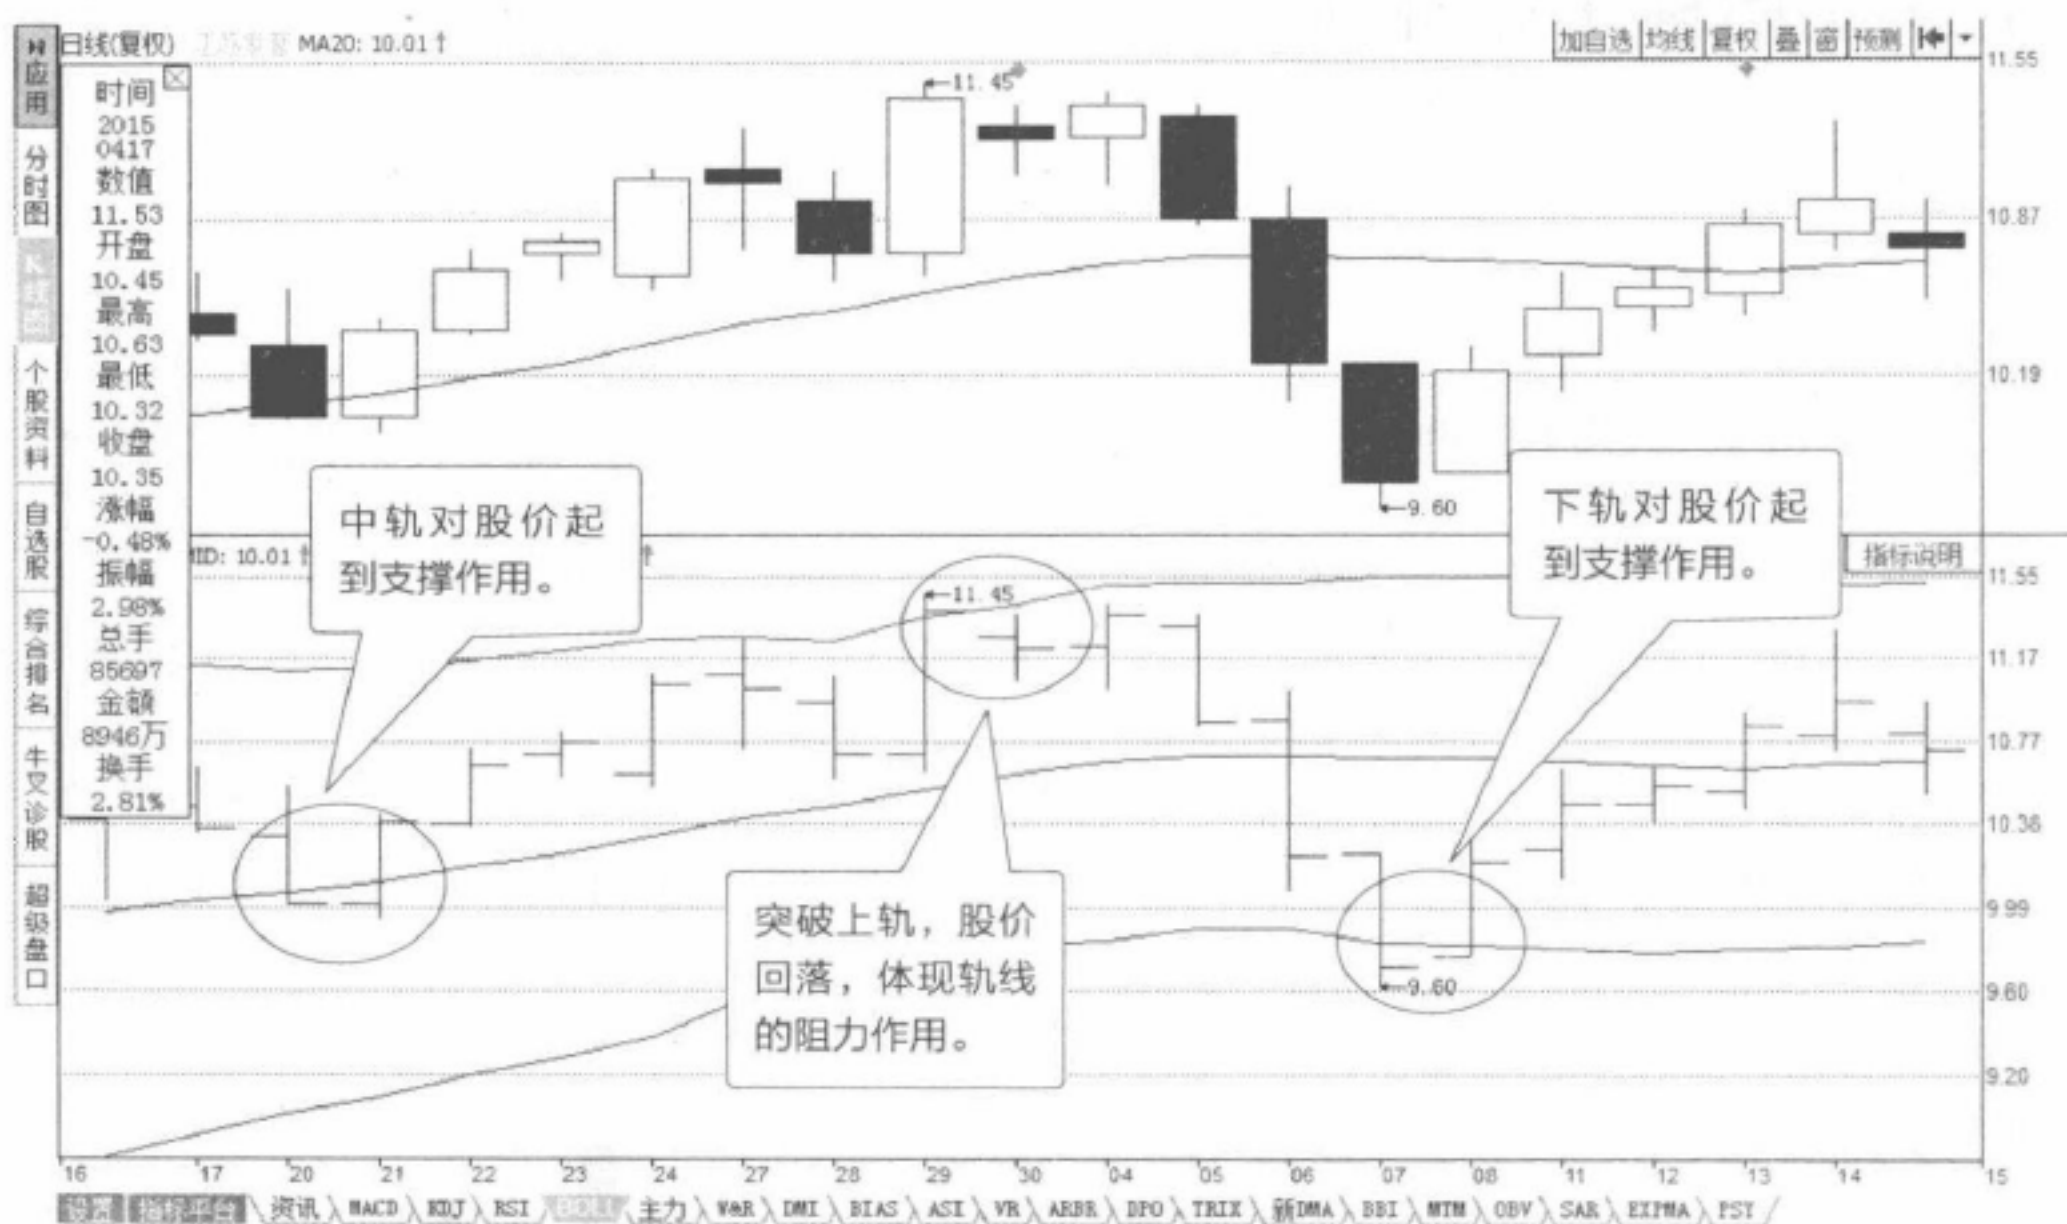 应用
分时图
个股资料
自选股
综合排名
牛叉诊股
超级盘口
日线(复权)
MA20: 10.01↑
加自选 均线 复权 叠 窗 预测
时间
2015
0417
数值
11.53
开盘
10.45
最高
10.63
最低
10.32
收盘
10.35
涨幅
-0.48%
振幅
2.98%
总手
85697
金额
8946万
换手
2.81%
←11.45
←9.60
11.55
10.87
10.19
中轨对股价起
到支撑作用。
下轨对股价起
到支撑作用。
MID: 10.01↑
指标说明
←11.45
突破上轨，股价
回落，体现轨线
的阻力作用。
←9.60
11.55
11.17
10.77
10.36
9.99
9.60
9.20
16 17 20 21 22 23 24 27 28 29 30 04 05 06 07 08 11 12 13 14 15
设置 指标平台 资讯 MACD KDJ RSI BOLL 主力 W&R DMI BIAS ASI VR ARBR DPO TRIX 新DMA BBI MTM OBV SAR EXPMA PSY